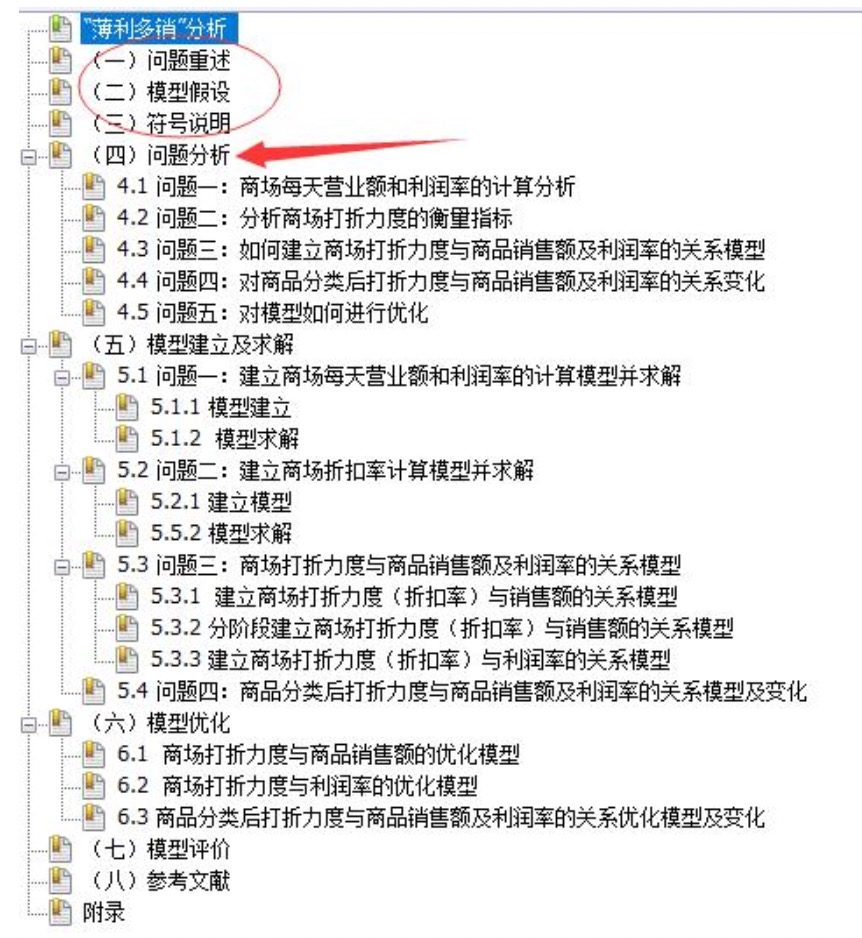 "薄利多销"分析
（一）问题重述
（二）模型假设
（三）符号说明
（四）问题分析
4.1 问题一：商场每天营业额和利润率的计算分析
4.2 问题二：分析商场打折力度的衡量指标
4.3 问题三：如何建立商场打折力度与商品销售额及利润率的关系模型
4.4 问题四：对商品分类后打折力度与商品销售额及利润率的关系变化
4.5 问题五：对模型如何进行优化
（五）模型建立及求解
5.1 问题一：建立商场每天营业额和利润率的计算模型并求解
5.1.1 模型建立
5.1.2 模型求解
5.2 问题二：建立商场折扣率计算模型并求解
5.2.1 建立模型
5.5.2 模型求解
5.3 问题三：商场打折力度与商品销售额及利润率的关系模型
5.3.1 建立商场打折力度（折扣率）与销售额的关系模型
5.3.2 分阶段建立商场打折力度（折扣率）与销售额的关系模型
5.3.3 建立商场打折力度（折扣率）与利润率的关系模型
5.4 问题四：商品分类后打折力度与商品销售额及利润率的关系模型及变化
（六）模型优化
6.1 商场打折力度与商品销售额的优化模型
6.2 商场打折力度与利润率的优化模型
6.3 商品分类后打折力度与商品销售额及利润率的关系优化模型及变化
（七）模型评价
（八）参考文献
附录